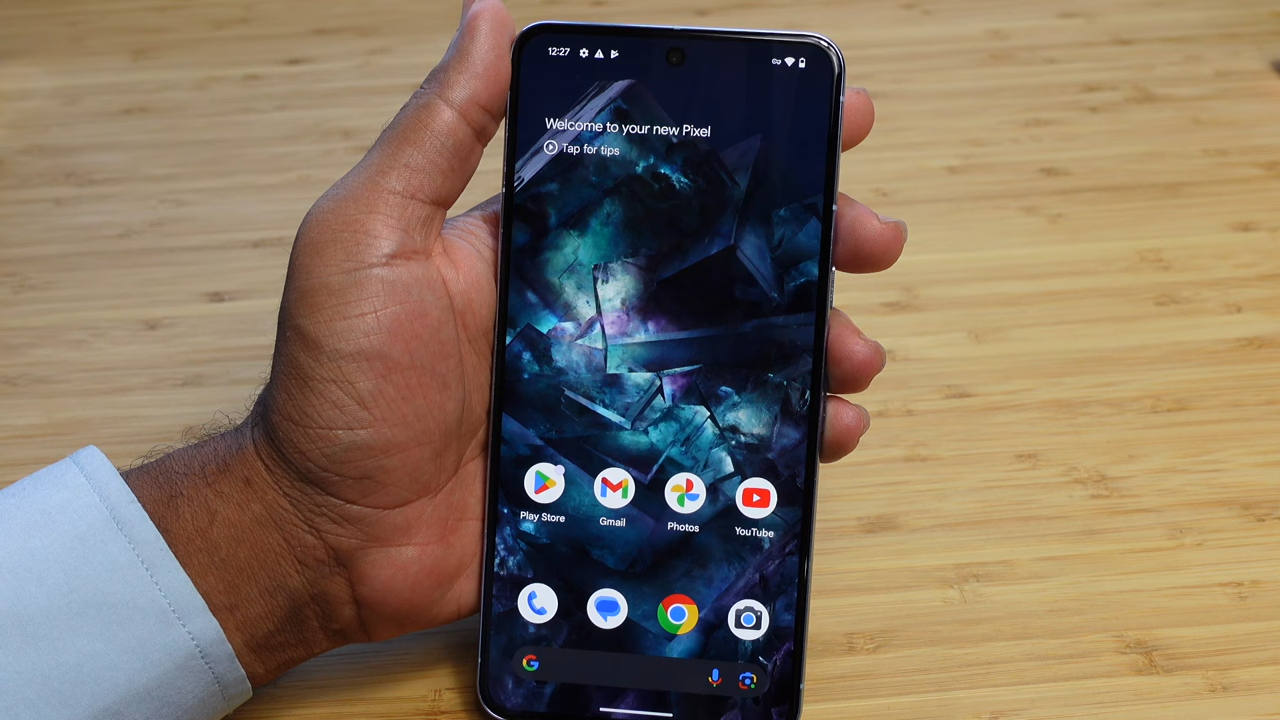 12:27
Welcome to your new Pixel
Tap for tips
Play Store
Gmail
Photos
YouTube